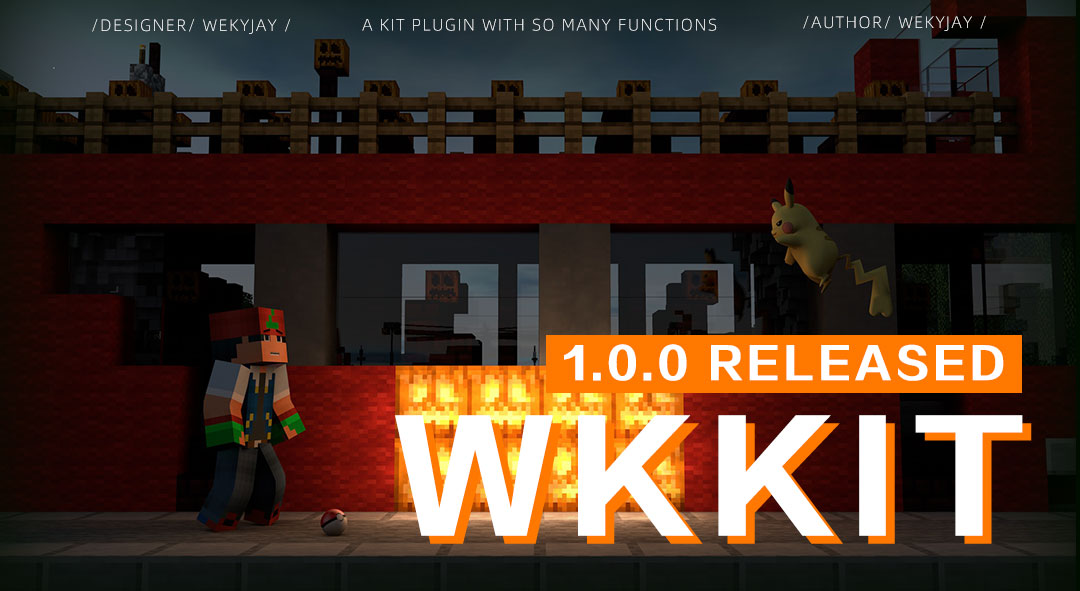 /DESIGNER/ WEKYJAY /
A KIT PLUGIN WITH SO MANY FUNCTIONS
/AUTHOR/ WEKYJAY /
1.0.0 RELEASED
WKKIT